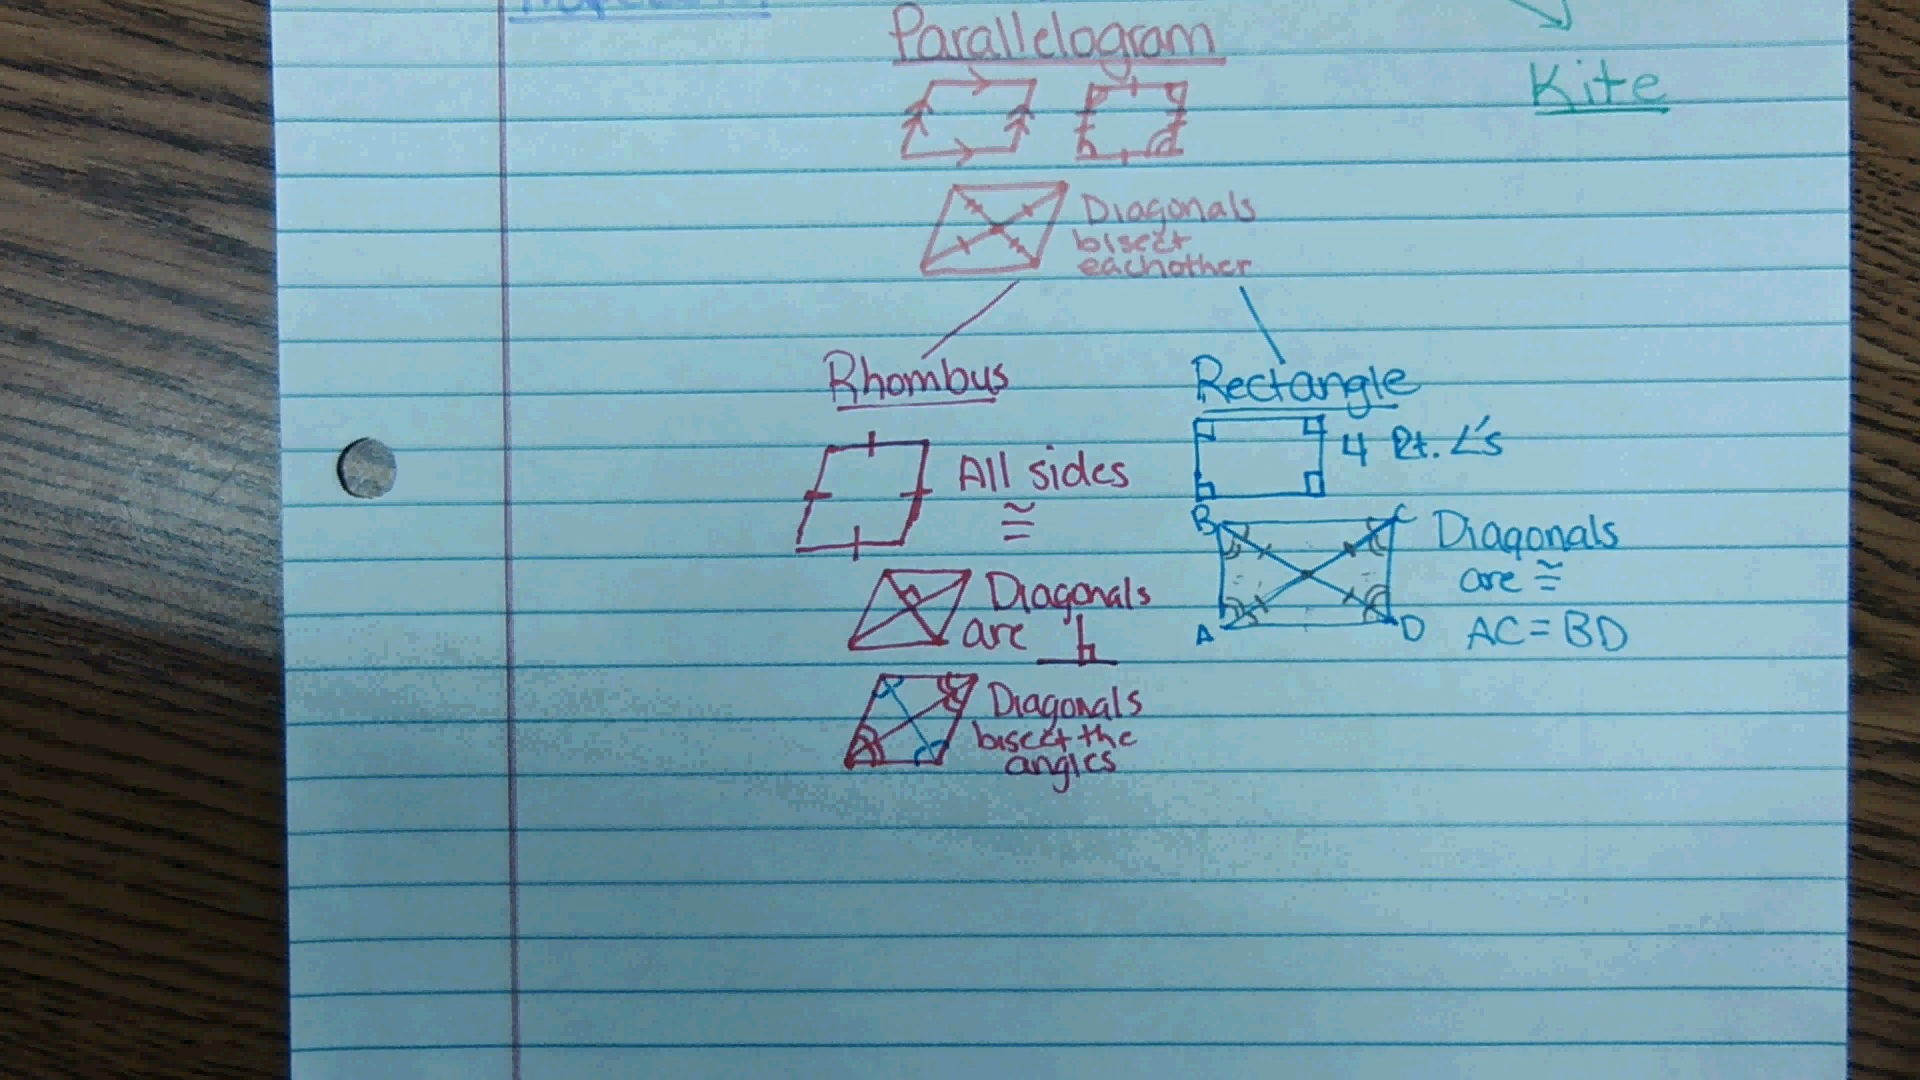 Parallelogram
Kite
Diagonals
bisect
eachother
Rhombus
All sides
≅
Diagonals
are ⊥
Diagonals
bisect the
angles
Rectangle
4 Rt. ∠'s
B C
A D
Diagonals
are ≅
AC = BD